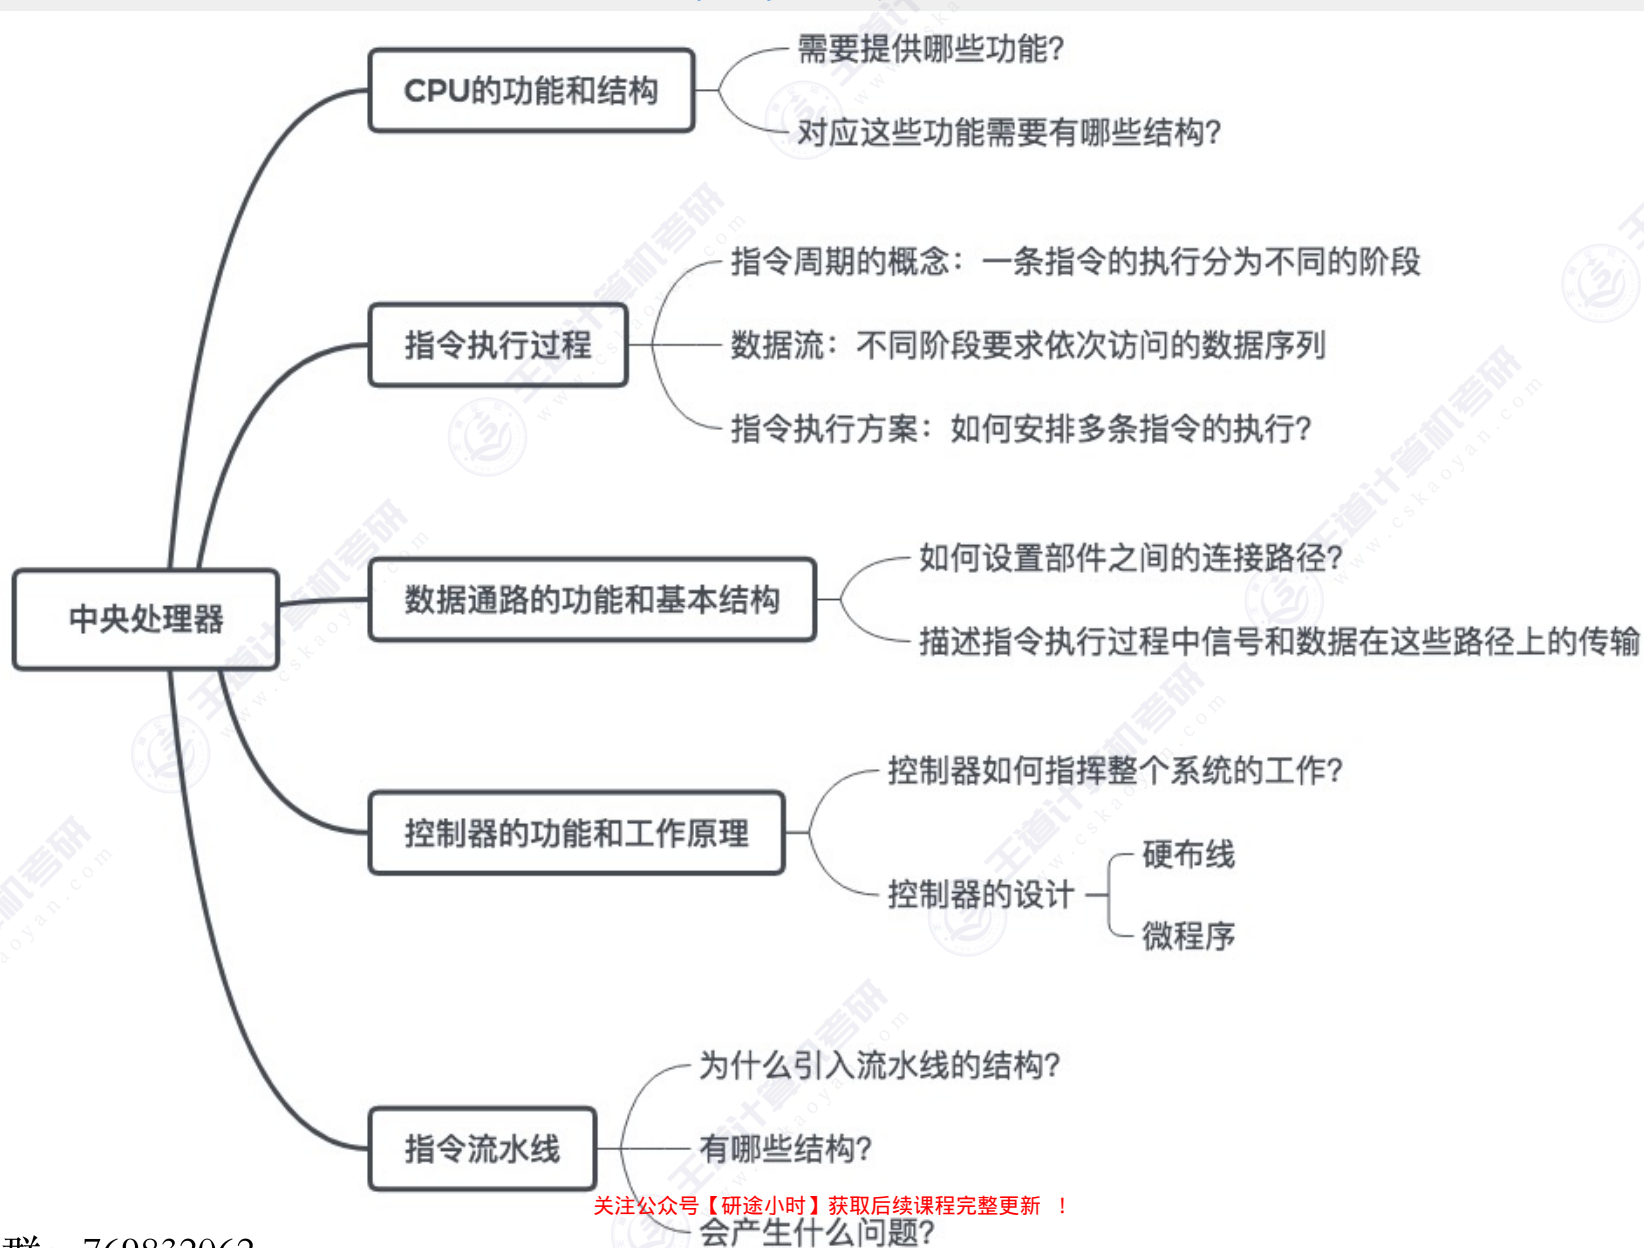 CPU的功能和结构
需要提供哪些功能?
对应这些功能需要有哪些结构?
指令执行过程
指令周期的概念：一条指令的执行分为不同的阶段
数据流：不同阶段要求依次访问的数据序列
指令执行方案：如何安排多条指令的执行?
中央处理器
数据通路的功能和基本结构
如何设置部件之间的连接路径?
描述指令执行过程中信号和数据在这些路径上的传输
控制器的功能和工作原理
控制器如何指挥整个系统的工作?
控制器的设计
硬布线
微程序
指令流水线
为什么引入流水线的结构?
有哪些结构?
会产生什么问题?
关注公众号【研途小时】获取后续课程完整更新 ！
王道计算机考研
www.cskaoyan.com